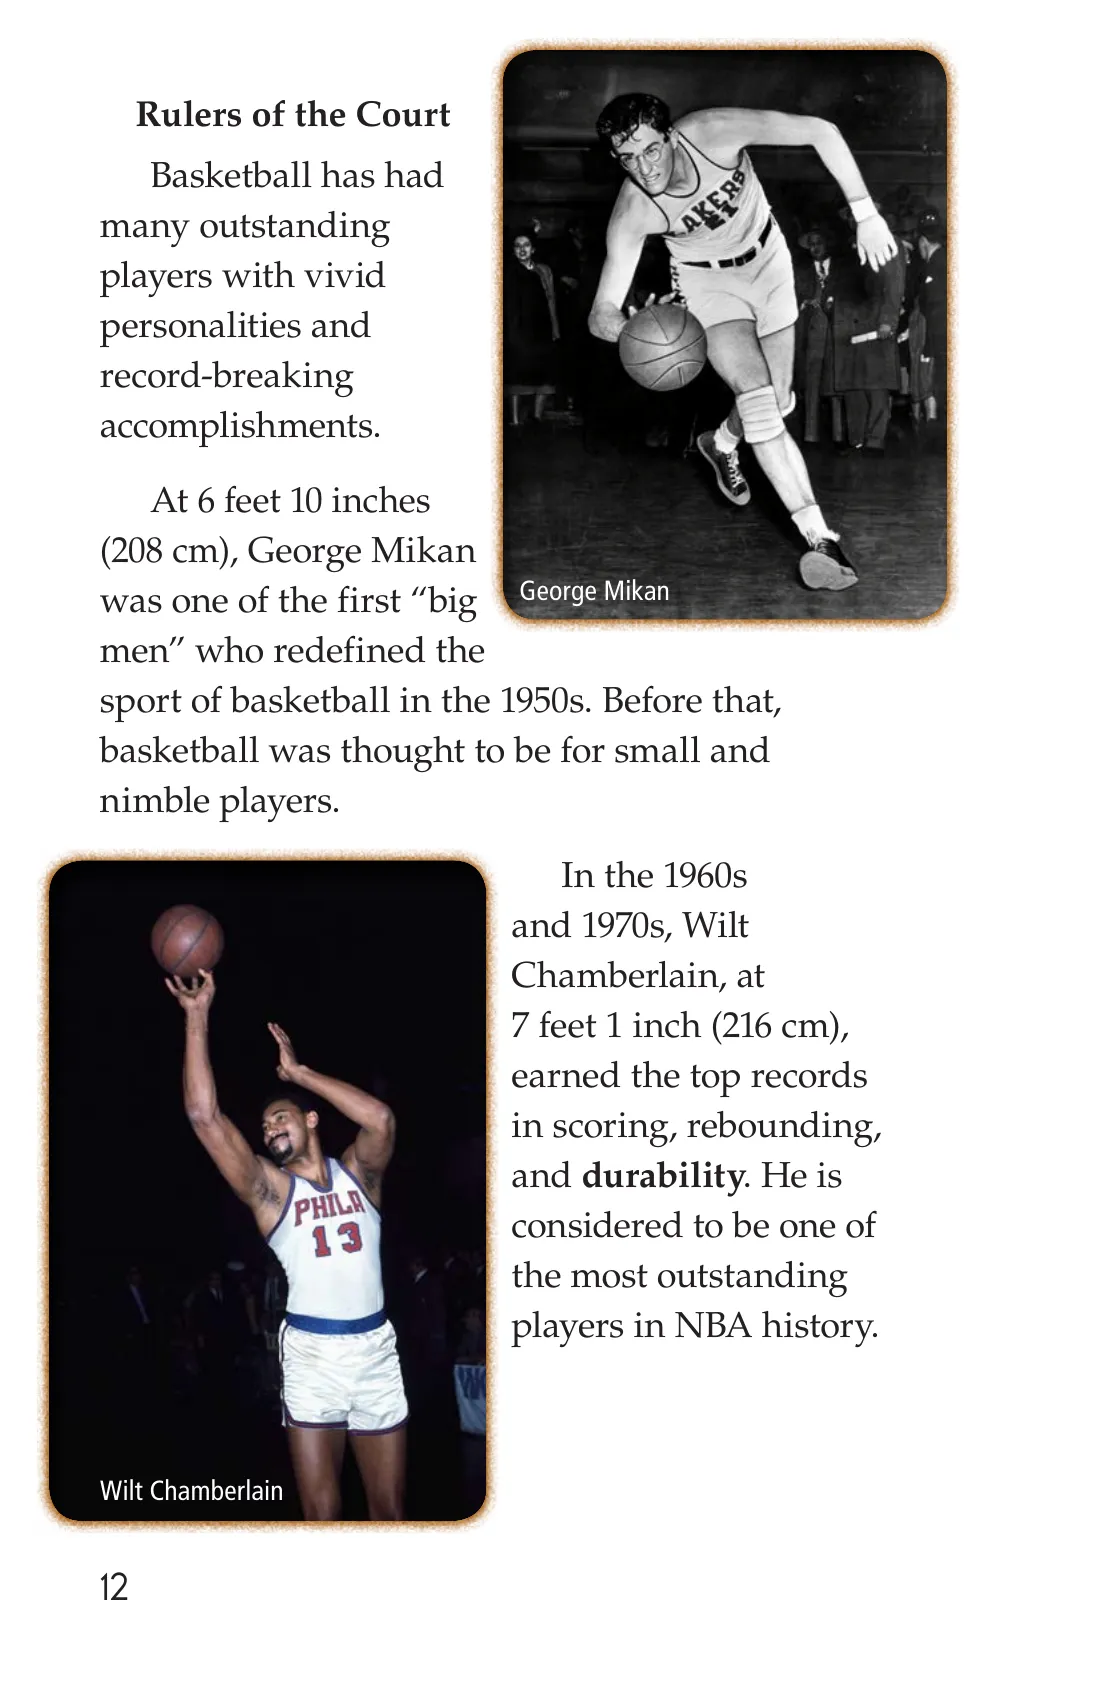 Rulers of the Court
Basketball has had
many outstanding
players with vivid
personalities and
record-breaking
accomplishments.
At 6 feet 10 inches
(208 cm), George Mikan
was one of the first “big
men” who redefined the
sport of basketball in the 1950s. Before that,
basketball was thought to be for small and
nimble players.
AKERS
21
George Mikan
In the 1960s
and 1970s, Wilt
Chamberlain, at
7 feet 1 inch (216 cm),
earned the top records
in scoring, rebounding,
and durability. He is
considered to be one of
the most outstanding
players in NBA history.
PHILA
13
Wilt Chamberlain
12